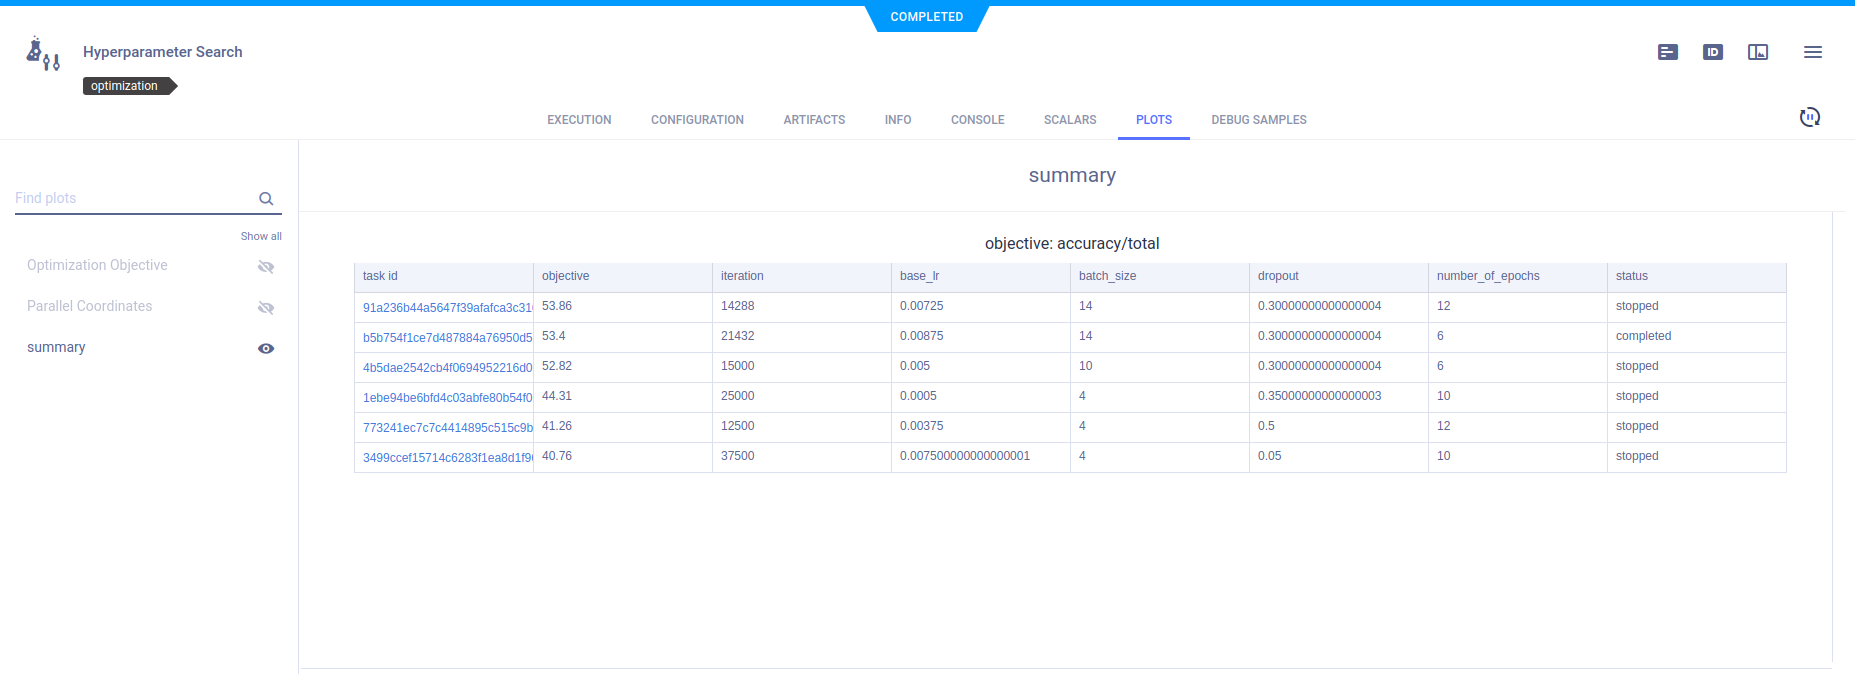 COMPLETED
Hyperparameter Search
optimization
EXECUTION CONFIGURATION ARTIFACTS INFO CONSOLE SCALARS PLOTS DEBUG SAMPLES
ID
Find plots
Show all
Optimization Objective
Parallel Coordinates
summary
summary
objective: accuracy/total
task id objective iteration base_lr batch_size dropout number_of_epochs status
91a236b44a5647f39afafca3c31 53.86 14288 0.00725 14 0.30000000000000004 12 stopped
b5b754f1ce7d487884a76950d5 53.4 21432 0.00875 14 0.30000000000000004 6 completed
4b5dae2542cb4f0694952216d0 52.82 15000 0.005 10 0.30000000000000004 6 stopped
1ebe94be6bfd4c03abfe80b54f0 44.31 25000 0.0005 4 0.35000000000000003 10 stopped
773241ec7c7c4414895c515c9b 41.26 12500 0.00375 4 0.5 12 stopped
3499ccef15714c6283f1ea8d1f9 40.76 37500 0.007500000000000001 4 0.05 10 stopped